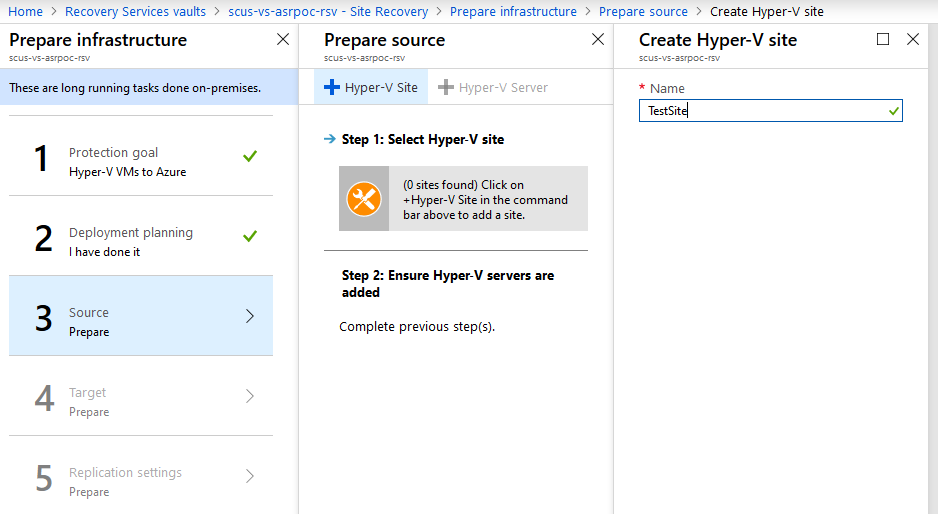 Home > Recovery Services vaults > scus-vs-asrpoc-rsv - Site Recovery > Prepare infrastructure > Prepare source > Create Hyper-V site
Prepare infrastructure
scus-vs-asrpoc-rsv
These are long running tasks done on-premises.
1
Protection goal
Hyper-V VMs to Azure
2
Deployment planning
I have done it
3
Source
Prepare
4
Target
Prepare
5
Replication settings
Prepare
Prepare source
scus-vs-asrpoc-rsv
Hyper-V Site
Hyper-V Server
Step 1: Select Hyper-V site
(0 sites found) Click on
+Hyper-V Site in the command
bar above to add a site.
Step 2: Ensure Hyper-V servers are
added
Complete previous step(s).
Create Hyper-V site
scus-vs-asrpoc-rsv
* Name
TestSite